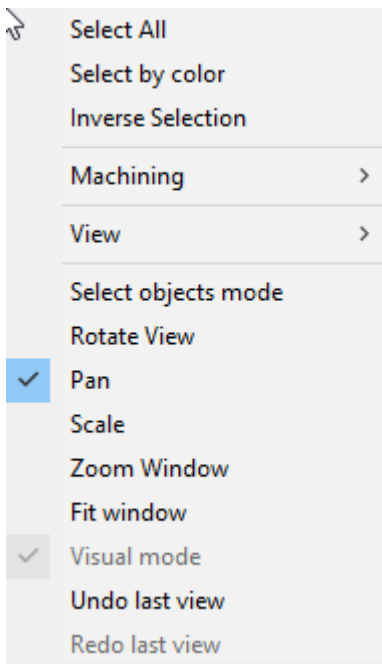 Select All
Select by color
Inverse Selection
Machining
View
Select objects mode
Rotate View
Pan
Scale
Zoom Window
Fit window
Visual mode
Undo last view
Redo last view